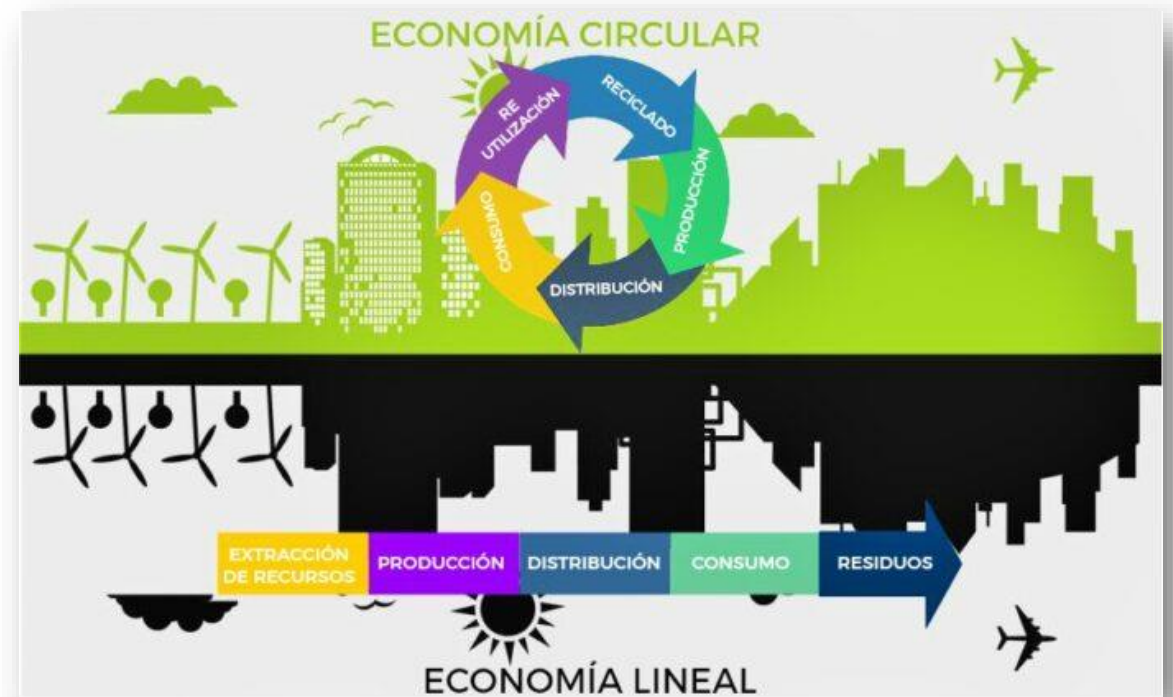 ECONOMÍA CIRCULAR
RE
UTILIZACIÓN
RECICLADO
PRODUCCIÓN
DISTRIBUCIÓN
CONSUMO
EXTRACCIÓN
DE RECURSOS
PRODUCCIÓN
DISTRIBUCIÓN
CONSUMO
RESIDUOS
ECONOMÍA LINEAL